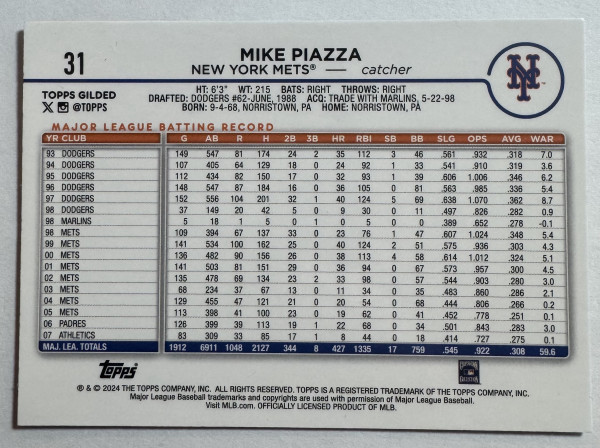 31
MIKE PIAZZA
NEW YORK METS® — catcher
NY
TOPPS GILDED
X @TOPPS
HT: 6'3" WT: 215 BATS: RIGHT THROWS: RIGHT
DRAFTED: DODGERS #62-JUNE, 1988 ACQ: TRADE WITH MARLINS, 5-22-98
BORN: 9-4-68, NORRISTOWN, PA HOME: NORRISTOWN, PA
MAJOR LEAGUE BATTING RECORD
YR CLUB G AB R H 2B 3B HR RBI SB BB SLG OPS AVG WAR
93 DODGERS 149 547 81 174 24 2 35 112 3 46 .561 .932 .318 7.0
94 DODGERS 107 405 64 129 18 0 24 92 1 33 .541 .910 .319 3.6
95 DODGERS 112 434 82 150 17 0 32 93 1 39 .606 1.006 .346 6.2
96 DODGERS 148 547 87 184 16 0 36 105 0 81 .563 .985 .336 5.4
97 DODGERS 152 556 104 201 32 1 40 124 5 69 .638 1.070 .362 8.7
98 DODGERS 37 149 20 42 5 0 9 30 0 11 .497 .826 .282 0.9
98 MARLINS 5 18 1 5 0 1 0 5 0 0 .389 .652 .278 -0.1
98 METS 109 394 67 137 33 0 23 76 1 47 .607 1.024 .348 5.4
99 METS 141 534 100 162 25 0 40 124 2 51 .575 .936 .303 4.3
00 METS 136 482 90 156 26 0 38 113 4 58 .614 1.012 .324 5.1
01 METS 141 503 81 151 29 0 36 94 0 67 .573 .957 .300 4.5
02 METS 135 478 69 134 23 2 33 98 0 57 .544 .903 .280 3.0
03 METS 68 234 37 67 13 0 11 34 0 35 .483 .860 .286 2.1
04 METS 129 455 47 121 21 0 20 54 0 68 .444 .806 .266 0.2
05 METS 113 398 41 100 23 0 19 62 0 41 .452 .778 .251 0.1
06 PADRES 126 399 39 113 19 1 22 68 0 34 .501 .843 .283 3.0
07 ATHLETICS 83 309 33 85 17 1 8 44 0 18 .414 .727 .275 0.1
MAJ. LEA. TOTALS 1912 6911 1048 2127 344 8 427 1335 17 759 .545 .922 .308 59.6
Topps
® & © 2024 THE TOPPS COMPANY, INC. ALL RIGHTS RESERVED. TOPPS IS A REGISTERED TRADEMARK OF THE TOPPS COMPANY, INC.
Major League Baseball trademarks and copyrights are used with permission of Major League Baseball.
Visit MLB.com. OFFICIALLY LICENSED PRODUCT OF MLB.